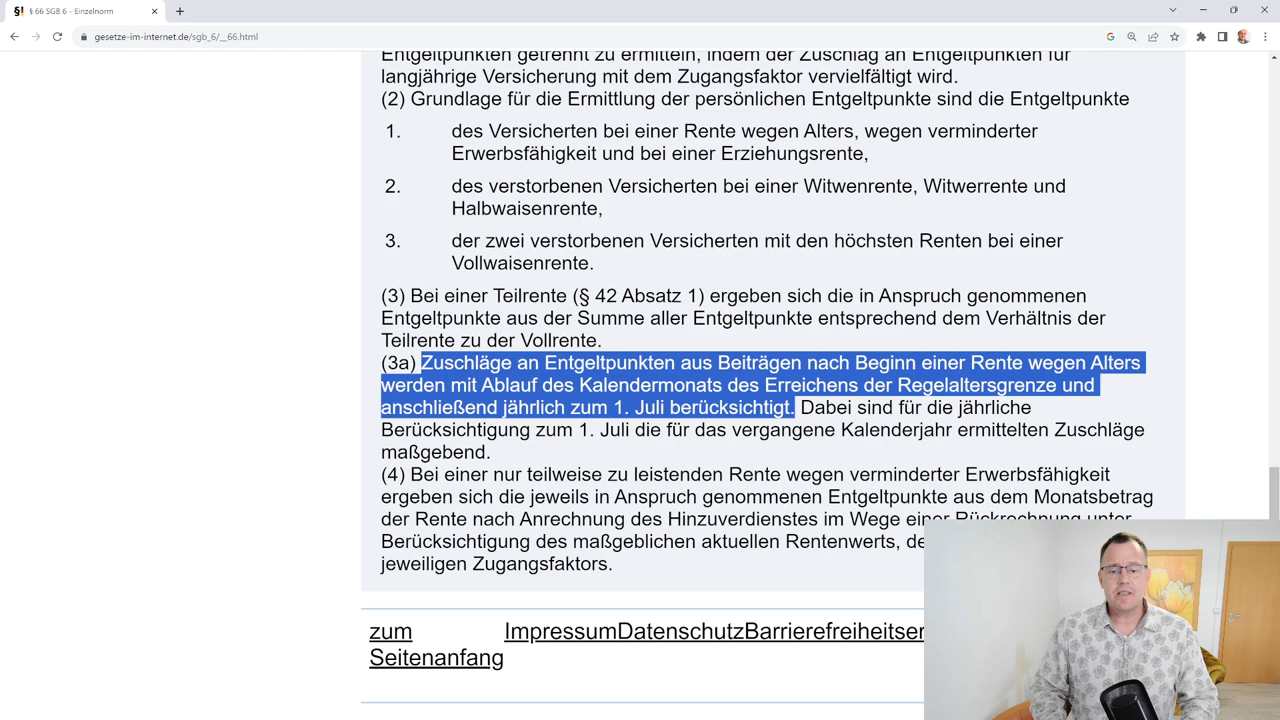 § 66 SGB 6 - Einzelnorm
gesetze-im-internet.de/sgb_6/__66.html
Entgeltpunkten getrennt zu ermitteln, indem der Zuschlag an Entgeltpunkten für
langjährige Versicherung mit dem Zugangsfaktor vervielfältigt wird.
(2) Grundlage für die Ermittlung der persönlichen Entgeltpunkte sind die Entgeltpunkte
1. des Versicherten bei einer Rente wegen Alters, wegen verminderter
Erwerbsfähigkeit und bei einer Erziehungsrente,
2. des verstorbenen Versicherten bei einer Witwenrente, Witwerrente und
Halbwaisenrente,
3. der zwei verstorbenen Versicherten mit den höchsten Renten bei einer
Vollwaisenrente.
(3) Bei einer Teilrente (§ 42 Absatz 1) ergeben sich die in Anspruch genommenen
Entgeltpunkte aus der Summe aller Entgeltpunkte entsprechend dem Verhältnis der
Teilrente zu der Vollrente.
(3a) Zuschläge an Entgeltpunkten aus Beiträgen nach Beginn einer Rente wegen Alters
werden mit Ablauf des Kalendermonats des Erreichens der Regelaltersgrenze und
anschließend jährlich zum 1. Juli berücksichtigt. Dabei sind für die jährliche
Berücksichtigung zum 1. Juli die für das vergangene Kalenderjahr ermittelten Zuschläge
maßgebend.
(4) Bei einer nur teilweise zu leistenden Rente wegen verminderter Erwerbsfähigkeit
ergeben sich die jeweils in Anspruch genommenen Entgeltpunkte aus dem Monatsbetrag
der Rente nach Anrechnung des Hinzuverdienstes im Wege einer Rückrechnung unter
Berücksichtigung des maßgeblichen aktuellen Rentenwerts, de
jeweiligen Zugangsfaktors.
zum ImpressumDatenschutzBarrierefreiheitser
Seitenanfang